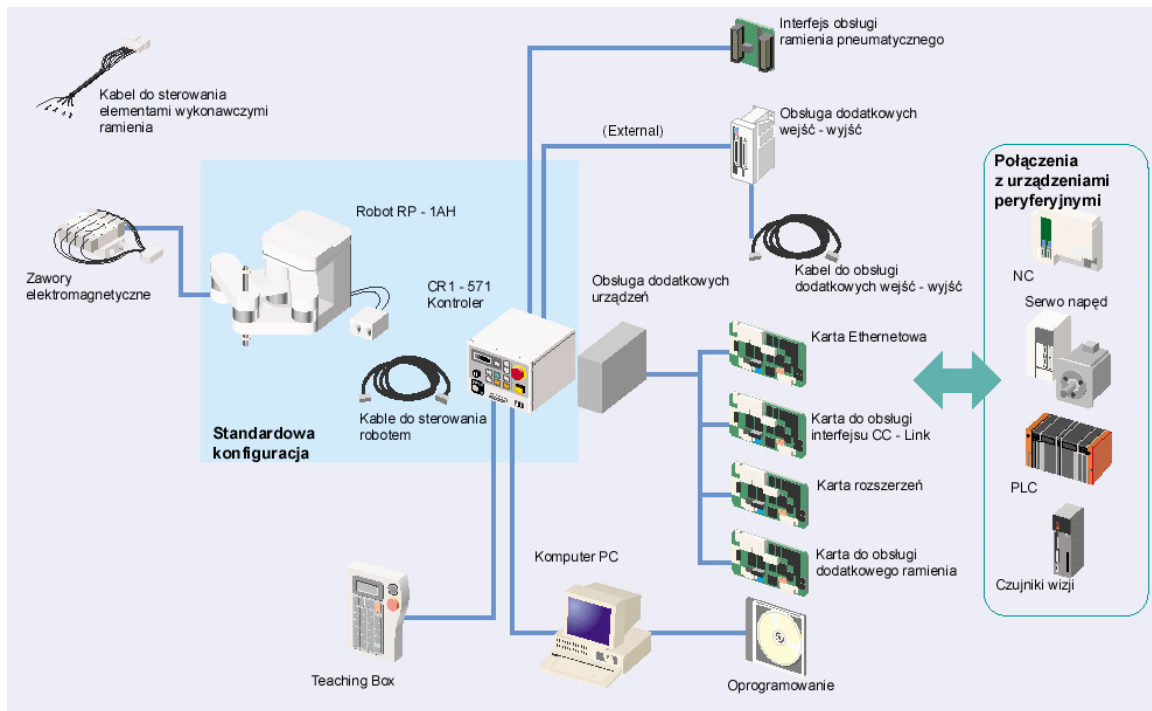 Interfejs obsługi
ramienia pneumatycznego
Kabel do sterowania
elementami wykonawczymi
ramienia
Obsługa dodatkowych
wejść - wyjść
(External)
Połączenia
z urządzeniami
peryferyjnymi
Robot RP - 1AH
Zawory
elektromagnetyczne
CR1 - 571
Kontroler
Obsługa dodatkowych
urządzeń
Kabel do obsługi
dodatkowych wejść - wyjść
NC
Serwo napęd
Karta Ethernetowa
Kable do sterowania
robotem
Standardowa
konfiguracja
Karta do obsługi
interfejsu CC - Link
Karta rozszerzeń
PLC
Komputer PC
Karta do obsługi
dodatkowego ramienia
Czujniki wizji
Teaching Box
Oprogramowanie